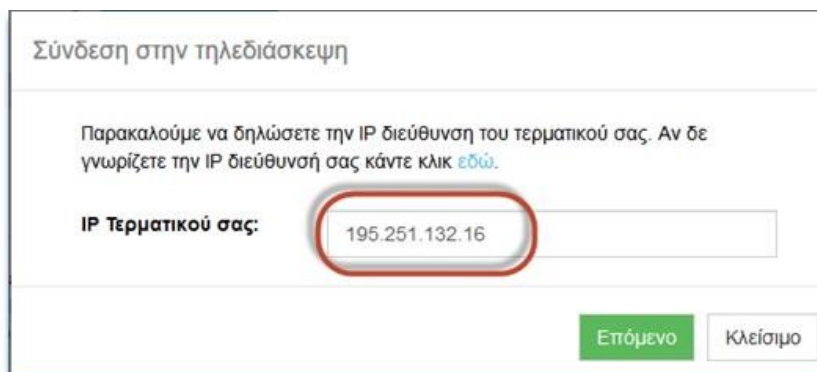 Σύνδεση στην τηλεδιάσκεψη
Παρακαλούμε να δηλώσετε την IP διεύθυνση του τερματικού σας. Αν δε
γνωρίζετε την IP διεύθυνσή σας κάντε κλικ εδώ.
IP Τερματικού σας: 195.251.132.16
Επόμενο Κλείσιμο